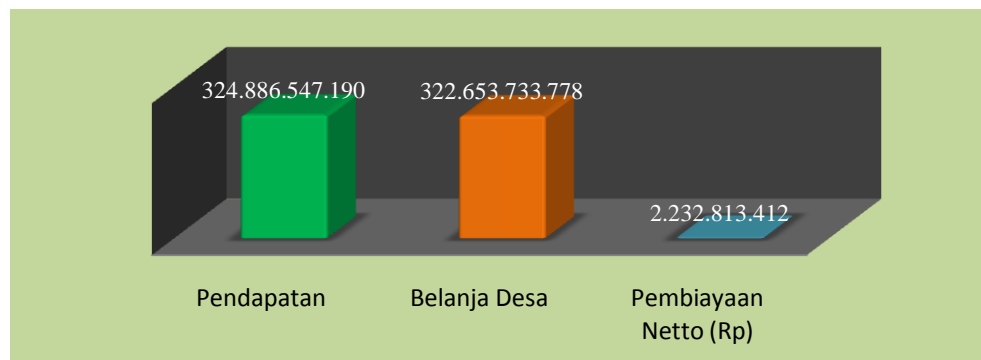 324.886.547.190
322.653.733.778
2.232.813.412
Pendapatan
Belanja Desa
Pembiayaan
Netto (Rp)